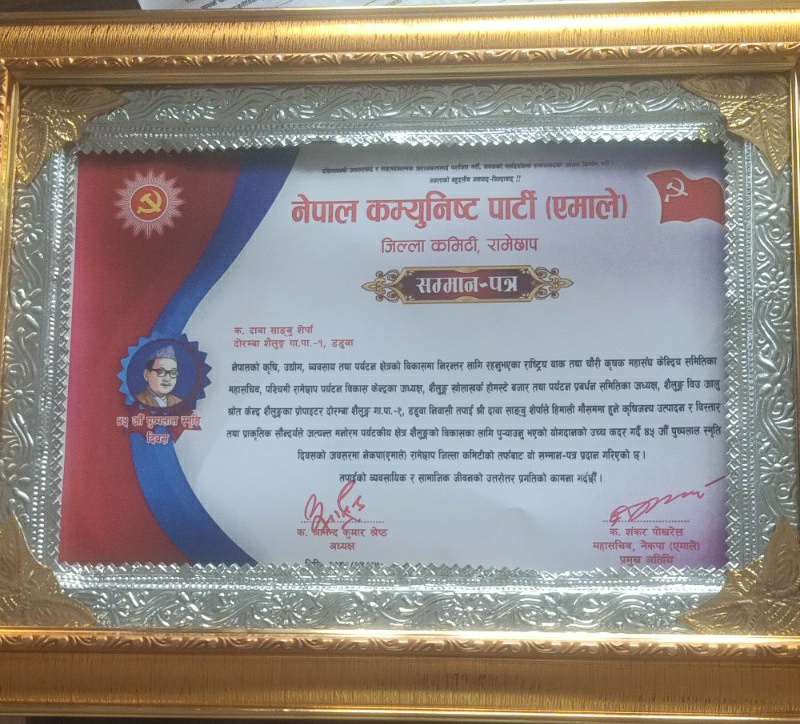 नेपाल कम्युनिष्ट पार्टी (एमाले)
जिल्ला कमिटी, रामेछाप
सम्मान-पत्र
क. दावा साङ्बु शेर्पा
दोरम्बा शैलुङ्ग गा.पा.-१, डडुवा
नेपालको कृषि, उद्योग, व्यवसाय तथा पर्यटन क्षेत्रको विकासमा निरन्तर लागि रहनुभएका राष्ट्रिय याक तथा चौंरी कृषक महासंघ केन्द्रिय समितिका
महासचिव, पश्चिमी रामेछाप पर्यटन विकास केन्द्रका अध्यक्ष, शैलुङ्ग खोलाखर्क होमस्टे बजार तथा पर्यटन प्रबर्धन समितिका अध्यक्ष, शैलुङ्ग विउ आलु
श्रोत केन्द्र शैलुङ्गका प्रोपाइटर दोरम्बा शैलुङ्ग गा.पा.-१, डडुवा निवासी तपाईं श्री दावा साङ्बु शेर्पाले हिमाली मौसममा हुने कृषिजन्य उत्पादन र विस्तार
तथा प्राकृतिक सौन्दर्यले अत्यन्त मनोरम पर्यटकीय क्षेत्र शैलुङ्गको विकासका लागि पुर्‍याउनु भएको योगदानको उच्च कदर गर्दै ४५ औं पुष्पलाल स्मृति
दिवसको अवसरमा नेकपा(एमाले) रामेछाप जिल्ला कमिटीको तर्फबाट यो सम्मान-पत्र प्रदान गरिएको छ।
तपाईंको व्यवसायिक र सामाजिक जीवनको उत्तरोत्तर प्रगतिको कामना गर्दछौं।
४५ औं पुष्पलाल स्मृति
दिवस
क. कुमार श्रेष्ठ
अध्यक्ष
क. शंकर पोखरेल
महासचिव, नेकपा (एमाले)
प्रमुख अतिथि